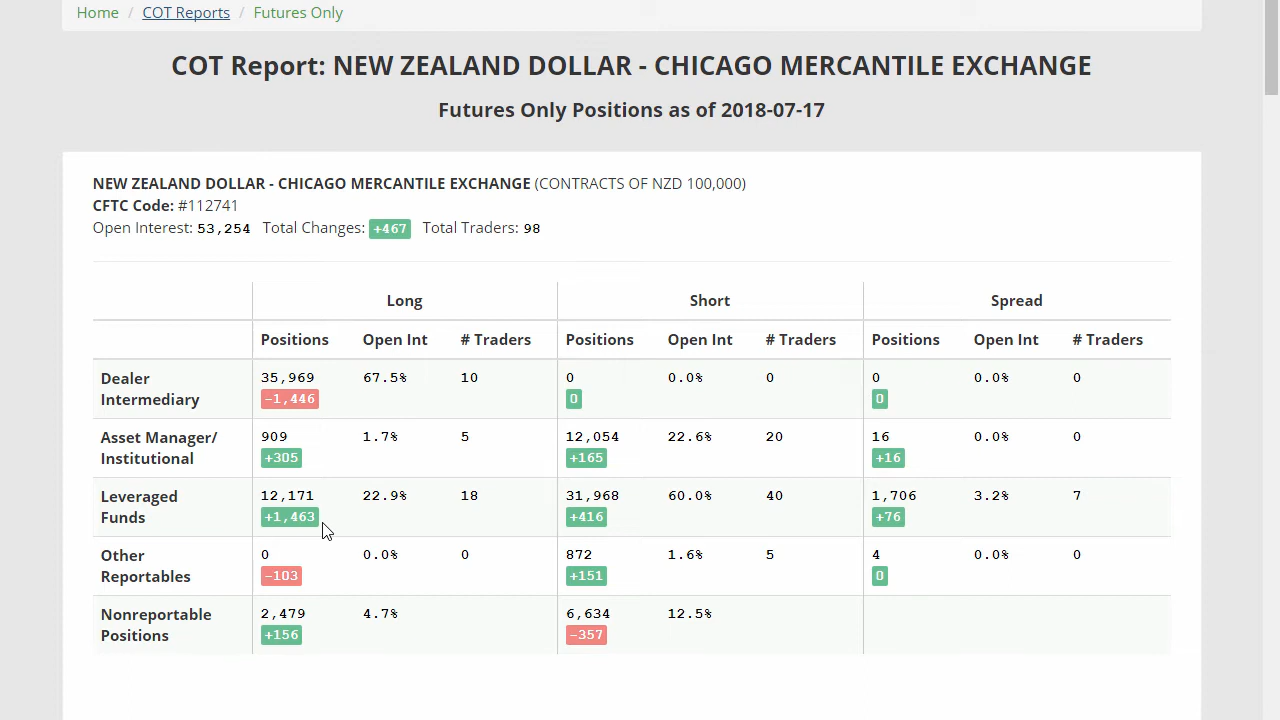 Home / COT Reports / Futures Only
COT Report: NEW ZEALAND DOLLAR - CHICAGO MERCANTILE EXCHANGE
Futures Only Positions as of 2018-07-17
NEW ZEALAND DOLLAR - CHICAGO MERCANTILE EXCHANGE (CONTRACTS OF NZD 100,000)
CFTC Code: #112741
Open Interest: 53,254 Total Changes: +467 Total Traders: 98
Long Short Spread
Positions Open Int # Traders Positions Open Int # Traders Positions Open Int # Traders
Dealer 35,969 67.5% 10 0 0.0% 0 0 0.0% 0
Intermediary -1,446 0 0
Asset Manager/ 909 1.7% 5 12,054 22.6% 20 16 0.0% 0
Institutional +305 +165 +16
Leveraged 12,171 22.9% 18 31,968 60.0% 40 1,706 3.2% 7
Funds +1,463 +416 +76
Other 0 0.0% 0 872 1.6% 5 4 0.0% 0
Reportables -103 +151 0
Nonreportable 2,479 4.7% 6,634 12.5%
Positions +156 -357